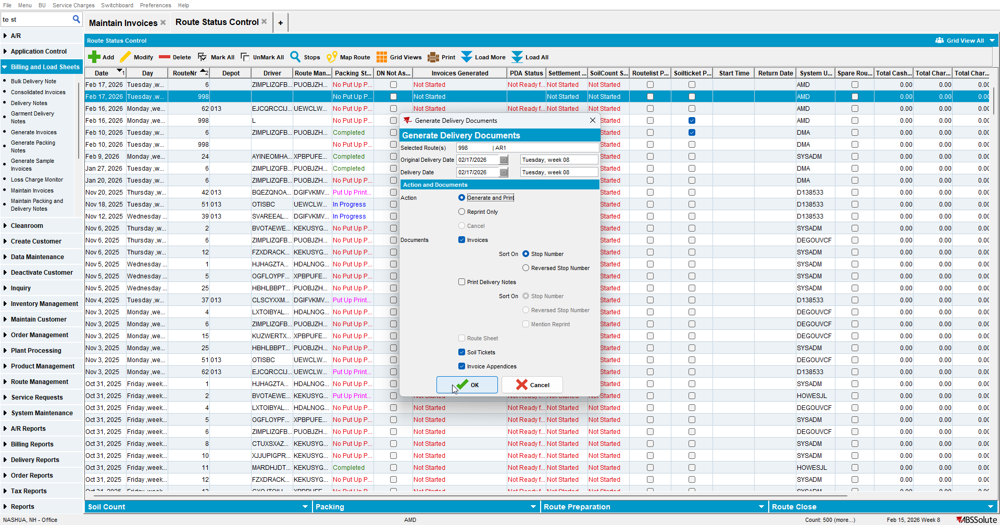 File Menu BU Service Charges Switchboard Preferences Help
te st
Maintain Invoices
Route Status Control
+
Route Status Control
Grid View All
Add Modify Delete Mark All UnMark All Stops Map Route Grid Views Print Load More Load All
A/R
Application Control
Billing and Load Sheets
Bulk Delivery Note
Consolidated Invoices
Delivery Notes
Garment Delivery
Notes
Generate Invoices
Generate Packing
Notes
Generate Sample
Invoices
Loss Charge Monitor
Maintain Invoices
Maintain Packing and
Delivery Notes
Cleanroom
Create Customer
Data Maintenance
Deactivate Customer
Inquiry
Inventory Management
Maintain Customer
Order Management
Plant Processing
Product Management
Route Management
Service Requests
System Maintenance
A/R Reports
Billing Reports
Delivery Reports
Order Reports
Tax Reports
Reports
Date 1 Day RouteNr 2 Depot Driver Route Man... Packing St... DN Not As... Invoices Generated PDA Status Settlement ... SoilCount S... Routelist P... Soilticket P... Start Time Return Date System U... Spare Rou... Total Cash... Total Char... Total Char...
Feb 17, 2026 Tuesday ,w... 6 ZIMPLIZQFB... PUOBJZH... No Put Up P... Not Started Not Ready f... Not Started Not Started AMD 0.00 0.00 0.00
Feb 17, 2026 Tuesday ,w... 998 No Put Up P... Not Started Not Started Not Started AMD 0.00 0.00 0.00
Feb 16, 2026 Monday ,we... 62 013 EJCQRCCIJ... UEWCLW... No Put Up P... Not Started Not Ready f... Not Started Not Started AMD 0.00 0.00 0.00
Feb 16, 2026 Monday ,we... 998 L No Put Up P... Started AMD 0.00 0.00 0.00
Feb 10, 2026 Tuesday ,w... 6 ZIMPLIZQFB... PUOBJZH... Completed Started DMA 0.00 0.00 0.00
Feb 10, 2026 Tuesday ,w... 998 No Put Up P... Started DMA 0.00 0.00 0.00
Feb 9, 2026 Monday ,we... 24 AYINEOMHA... XPBPUFE... Completed Started SYSADM 0.00 0.00 0.00
Jan 27, 2026 Tuesday ,w... 6 ZIMPLIZQFB... PUOBJZH... Completed Started DMA 0.00 0.00 0.00
Jan 20, 2026 Tuesday ,w... 6 ZIMPLIZQFB... PUOBJZH... No Put Up P... Started DMA 0.00 0.00 0.00
Nov 20, 2025 Thursday ,w... 42 013 BQEZQNOA... DGIFVKMV... Put Up Print... Started D138533 0.00 0.00 0.00
Nov 18, 2025 Tuesday ,w... 51 013 OTISBC UEWCLW... In Progress Started D138533 0.00 0.00 0.00
Nov 12, 2025 Wednesday ... 39 013 SVAREEAL... DGIFVKMV... In Progress Started D138533 0.00 0.00 0.00
Nov 6, 2025 Thursday ,w... 2 BVOTAEWE... KEKUSYG... No Put Up P... Started SYSADM 0.00 0.00 0.00
Nov 6, 2025 Thursday ,w... 6 ZIMPLIZQFB... PUOBJZH... No Put Up P... Started DEGOUVCF 0.00 0.00 0.00
Nov 6, 2025 Thursday ,w... 12 FZXDRACK... KEKUSYG... No Put Up P... Started SYSADM 0.00 0.00 0.00
Nov 5, 2025 Wednesday ... 1 HJHAGZTA... HDALNOG... No Put Up P... Started SYSADM 0.00 0.00 0.00
Nov 5, 2025 Wednesday ... 5 OGFLOYPF... XPBPUFE... No Put Up P... Started SYSADM 0.00 0.00 0.00
Nov 5, 2025 Wednesday ... 25 HBHLBBPT... PUOBJZH... No Put Up P... Started SYSADM 0.00 0.00 0.00
Nov 4, 2025 Tuesday ,w... 37 013 CLSCYXXM... DGIFVKMV... Put Up Print... Started D138533 0.00 0.00 0.00
Nov 3, 2025 Monday ,we... 4 LXTOIBYAL... HDALNOG... No Put Up P... Started DEGOUVCF 0.00 0.00 0.00
Nov 3, 2025 Monday ,we... 6 ZIMPLIZQFB... PUOBJZH... No Put Up P... Started DEGOUVCF 0.00 0.00 0.00
Nov 3, 2025 Monday ,we... 15 KUZWERTX... XPBPUFE... No Put Up P... Started DEGOUVCF 0.00 0.00 0.00
Nov 3, 2025 Monday ,we... 25 HBHLBBPT... PUOBJZH... No Put Up P... Started SYSADM 0.00 0.00 0.00
Nov 3, 2025 Monday ,we... 51 013 OTISBC UEWCLW... No Put Up P... Started DEGOUVCF 0.00 0.00 0.00
Nov 3, 2025 Monday ,we... 62 013 EJCQRCCIJ... UEWCLW... Put Up Print... Started D138533 0.00 0.00 0.00
Oct 31, 2025 Friday ,week... 1 HJHAGZTA... HDALNOG... No Put Up P... Started SYSADM 0.00 0.00 0.00
Oct 31, 2025 Friday ,week... 2 BVOTAEWE... KEKUSYG... Put Up Print... Not Started Not Ready f... Not Started Not Started HOWESJL 0.00 0.00 0.00
Oct 31, 2025 Friday ,week... 4 LXTOIBYAL... HDALNOG... No Put Up P... Not Started Not Ready f... Not Started Not Started DEGOUVCF 0.00 0.00 0.00
Oct 31, 2025 Friday ,week... 5 OGFLOYPF... XPBPUFE... No Put Up P... Not Started Not Ready f... Not Started Not Started SYSADM 0.00 0.00 0.00
Oct 31, 2025 Friday ,week... 6 ZIMPLIZQFB... PUOBJZH... No Put Up P... Not Started Not Ready f... Not Started Not Started DEGOUVCF 0.00 0.00 0.00
Oct 31, 2025 Friday ,week... 8 CTUXSXAZ... KEKUSYG... No Put Up P... Not Started Not Ready f... Not Started Not Started SYSADM 0.00 0.00 0.00
Oct 31, 2025 Friday ,week... 10 XJJUPIGPR... KEKUSYG... No Put Up P... Not Started Not Ready f... Not Started Not Started SYSADM 0.00 0.00 0.00
Oct 31, 2025 Friday ,week... 11 MARDHJDT... KEKUSYG... Completed Not Started Not Ready f... Not Started Not Started HOWESJL 0.00 0.00 0.00
Oct 31, 2025 Friday ,week... 12 FZXDRACK... KEKUSYG... No Put Up P... Not Started Not Ready f... Not Started Not Started SYSADM 0.00 0.00 0.00
Generate Delivery Documents
Generate Delivery Documents
Selected Route(s) 998 | AR1
Original Delivery Date 02/17/2026 Tuesday, week 08
Delivery Date 02/17/2026 Tuesday, week 08
Action and Documents
Action Generate and Print
Reprint Only
Cancel
Documents Invoices
Sort On Stop Number
Reversed Stop Number
Print Delivery Notes
Sort On Stop Number
Reversed Stop Number
Mention Reprint
Route Sheet
Soil Tickets
Invoice Appendices
OK Cancel
Soil Count Packing Route Preparation Route Close
NASHUA, NH - Office AMD Count: 500 (more...) Feb 15, 2026 Week 8 ABSSolute